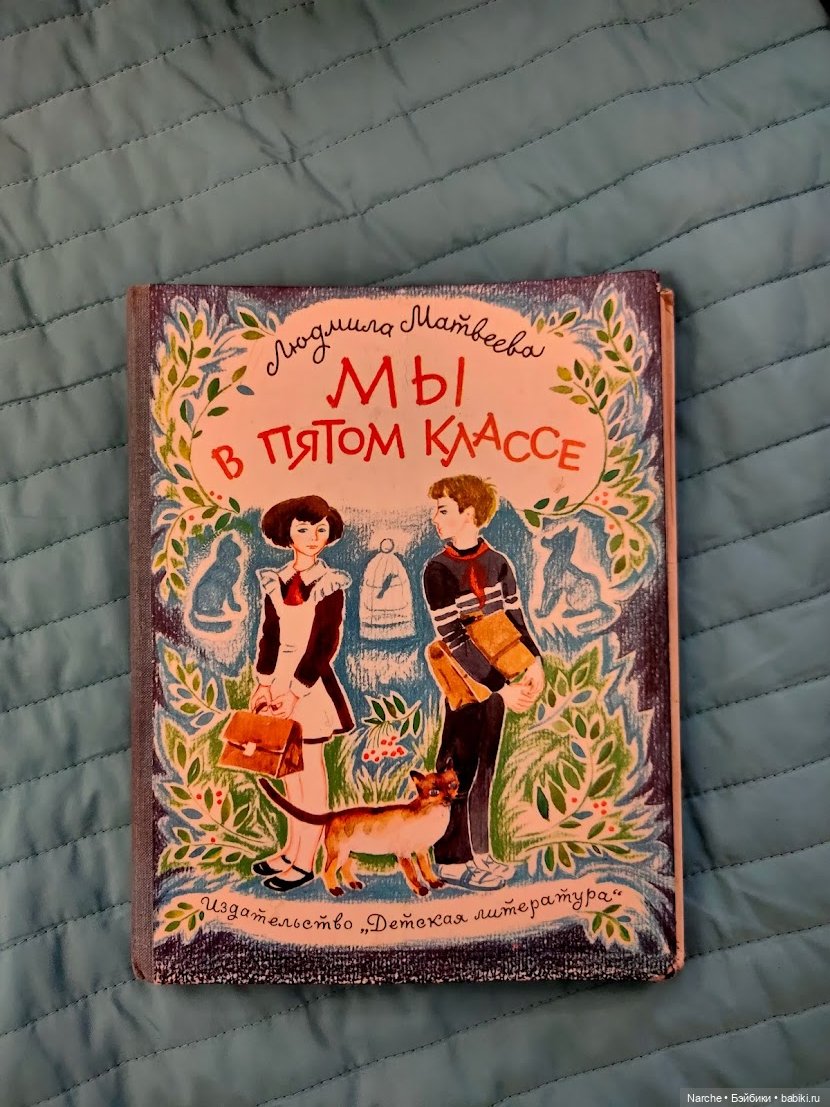 Людмила Матвеева
МЫ
В ПЯТОМ КЛАССЕ
Издательство „Детская литература“
Narche • Бэйбики • babiki.ru